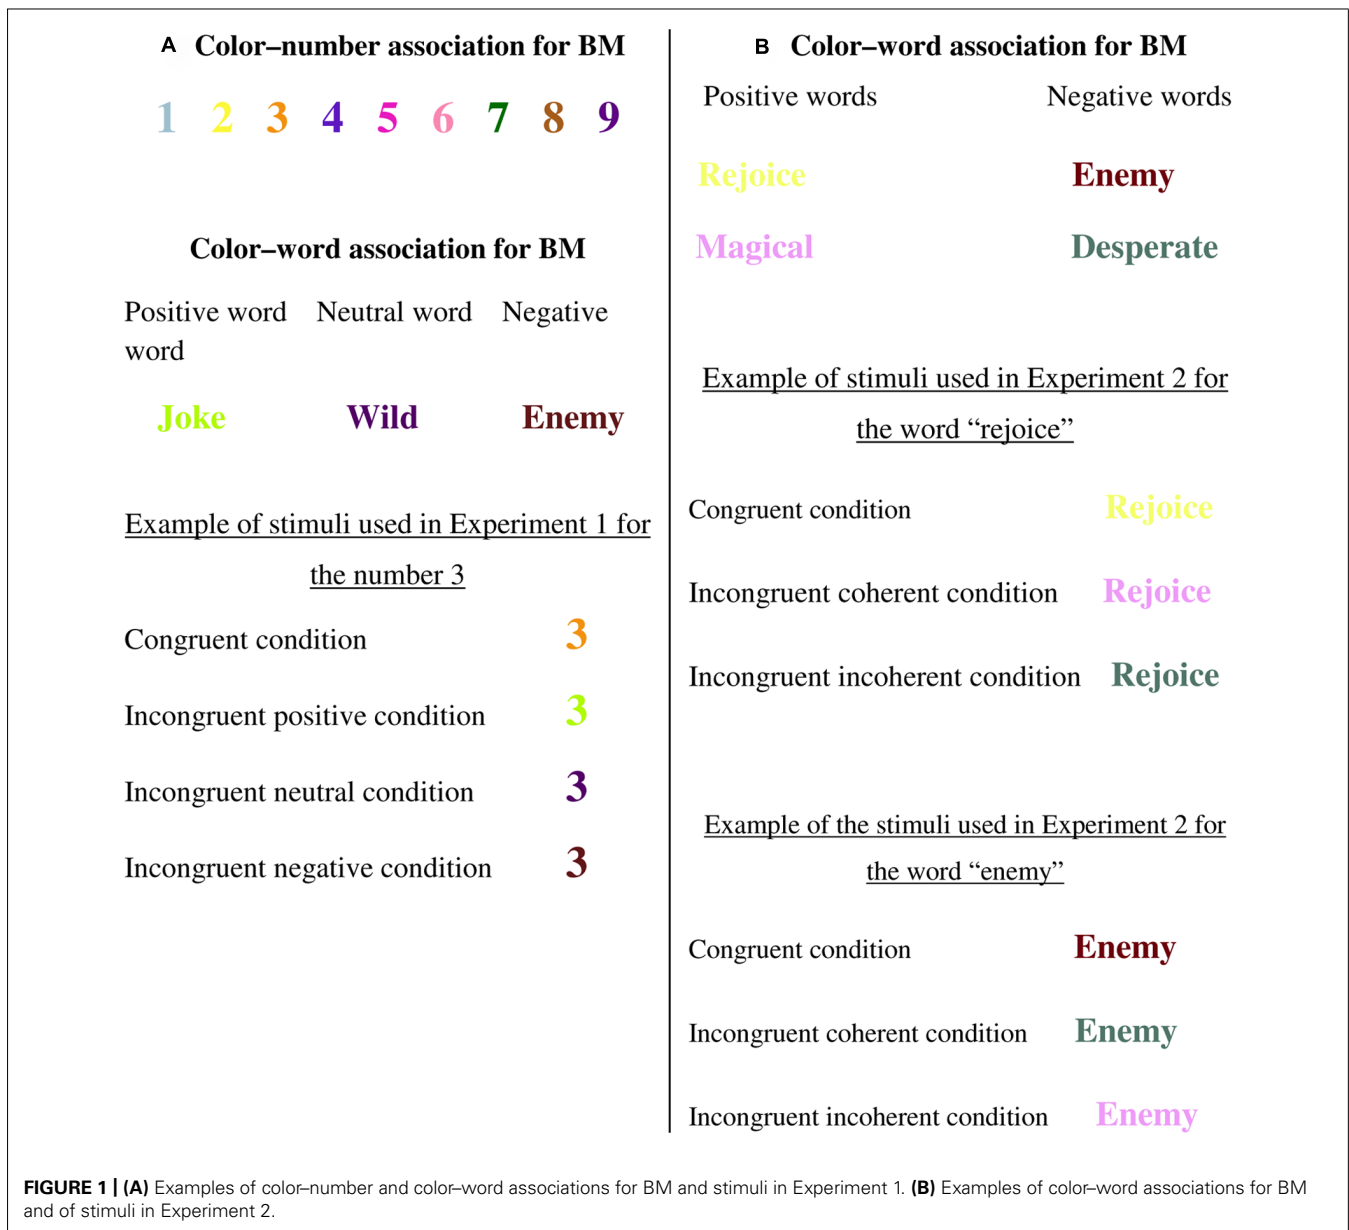 A Color–number association for BM
1 2 3 4 5 6 7 8 9
Color–word association for BM
Positive word Neutral word Negative
word
Joke Wild Enemy
Example of stimuli used in Experiment 1 for
the number 3
Congruent condition 3
Incongruent positive condition 3
Incongruent neutral condition 3
Incongruent negative condition 3
B Color–word association for BM
Positive words Negative words
Rejoice Enemy
Magical Desperate
Example of stimuli used in Experiment 2 for
the word “rejoice”
Congruent condition Rejoice
Incongruent coherent condition Rejoice
Incongruent incoherent condition Rejoice
Example of the stimuli used in Experiment 2 for
the word “enemy”
Congruent condition Enemy
Incongruent coherent condition Enemy
Incongruent incoherent condition Enemy
FIGURE 1 | (A) Examples of color–number and color–word associations for BM and stimuli in Experiment 1. (B) Examples of color–word associations for BM
and of stimuli in Experiment 2.